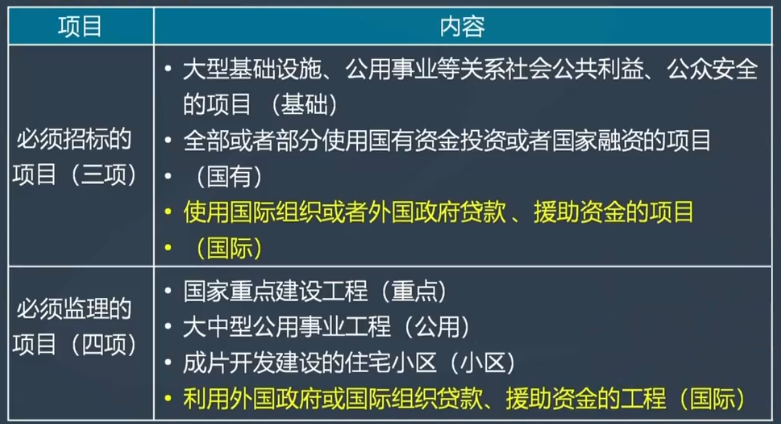 项目
内容
必须招标的
项目（三项）
• 大型基础设施、公用事业等关系社会公共利益、公众安全
的项目 （基础）
• 全部或者部分使用国有资金投资或者国家融资的项目
• （国有）
• 使用国际组织或者外国政府贷款 、援助资金的项目
• （国际）
必须监理的
项目（四项）
• 国家重点建设工程（重点）
• 大中型公用事业工程（公用）
• 成片开发建设的住宅小区（小区）
• 利用外国政府或国际组织贷款、援助资金的工程（国际）